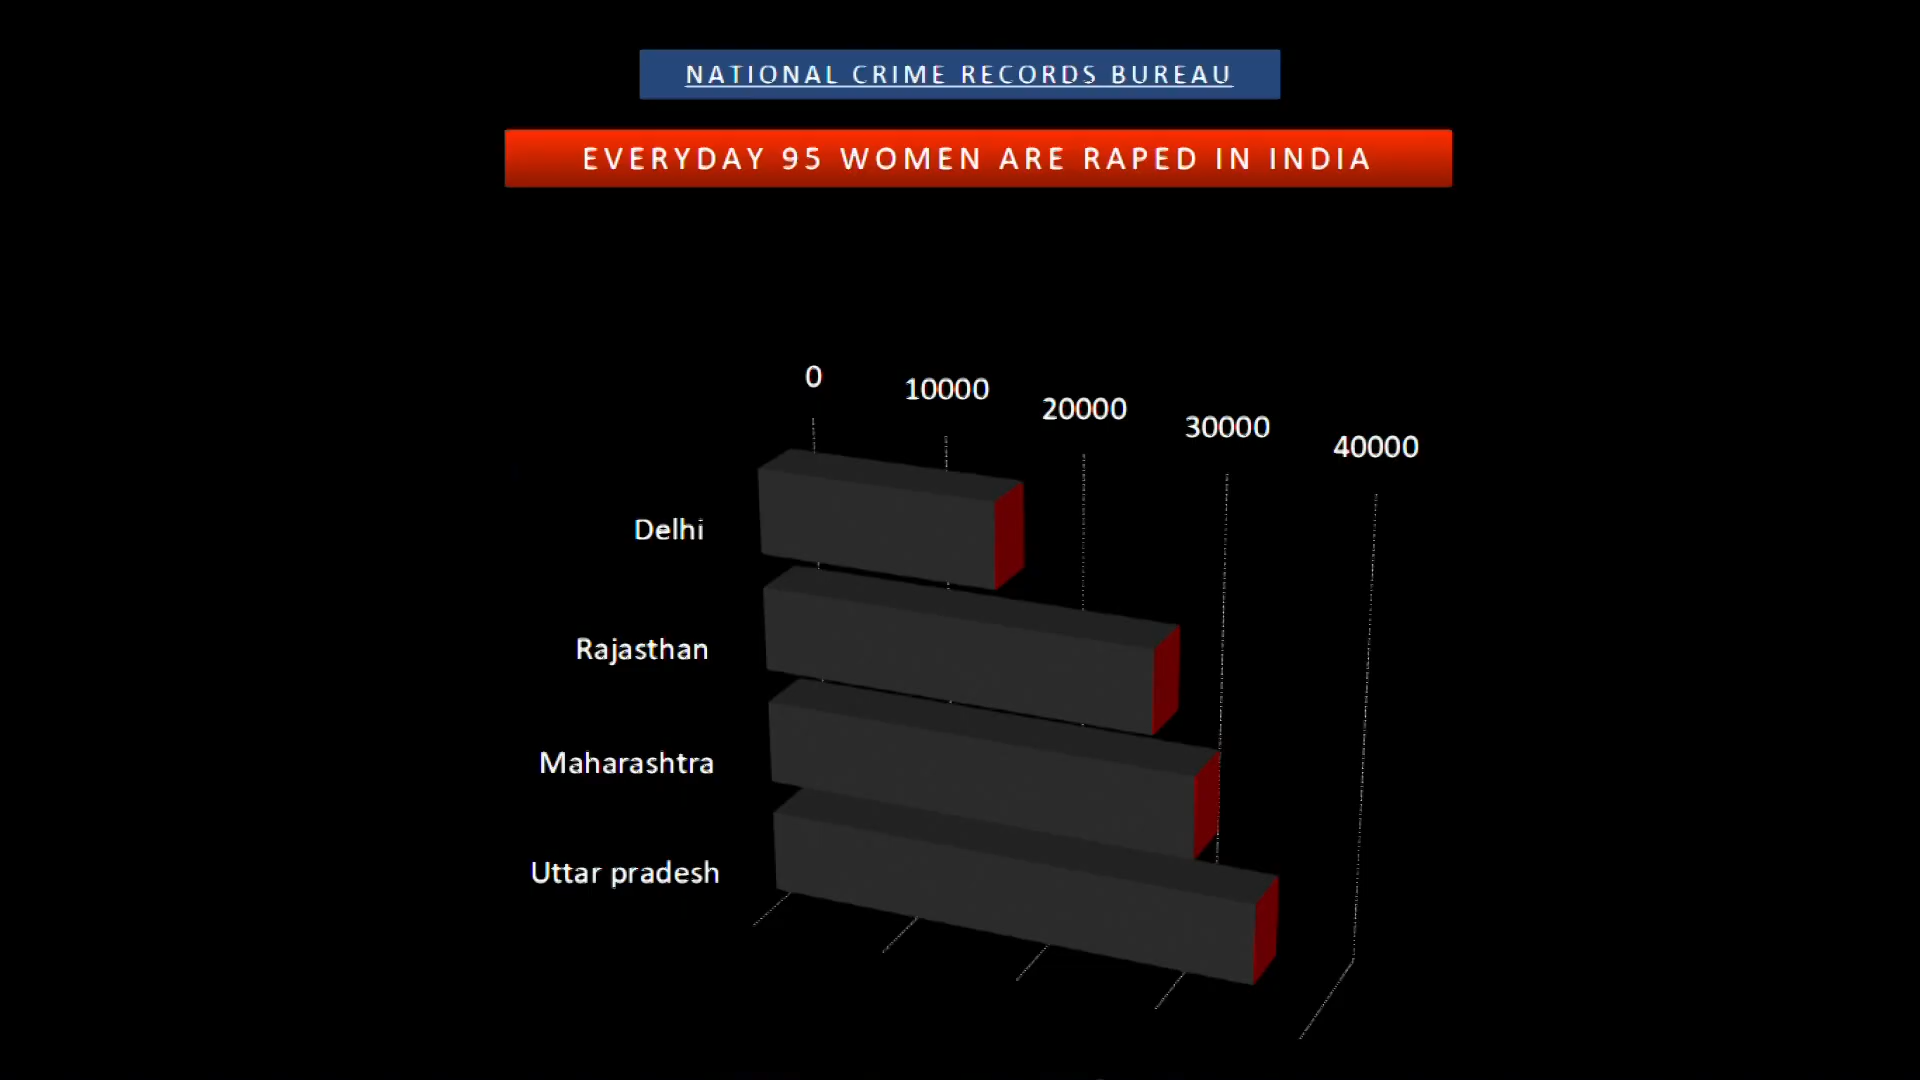 NATIONAL CRIME RECORDS BUREAU
EVERYDAY 95 WOMEN ARE RAPED IN INDIA
0
10000
20000
30000
40000
Delhi
Rajasthan
Maharashtra
Uttar pradesh